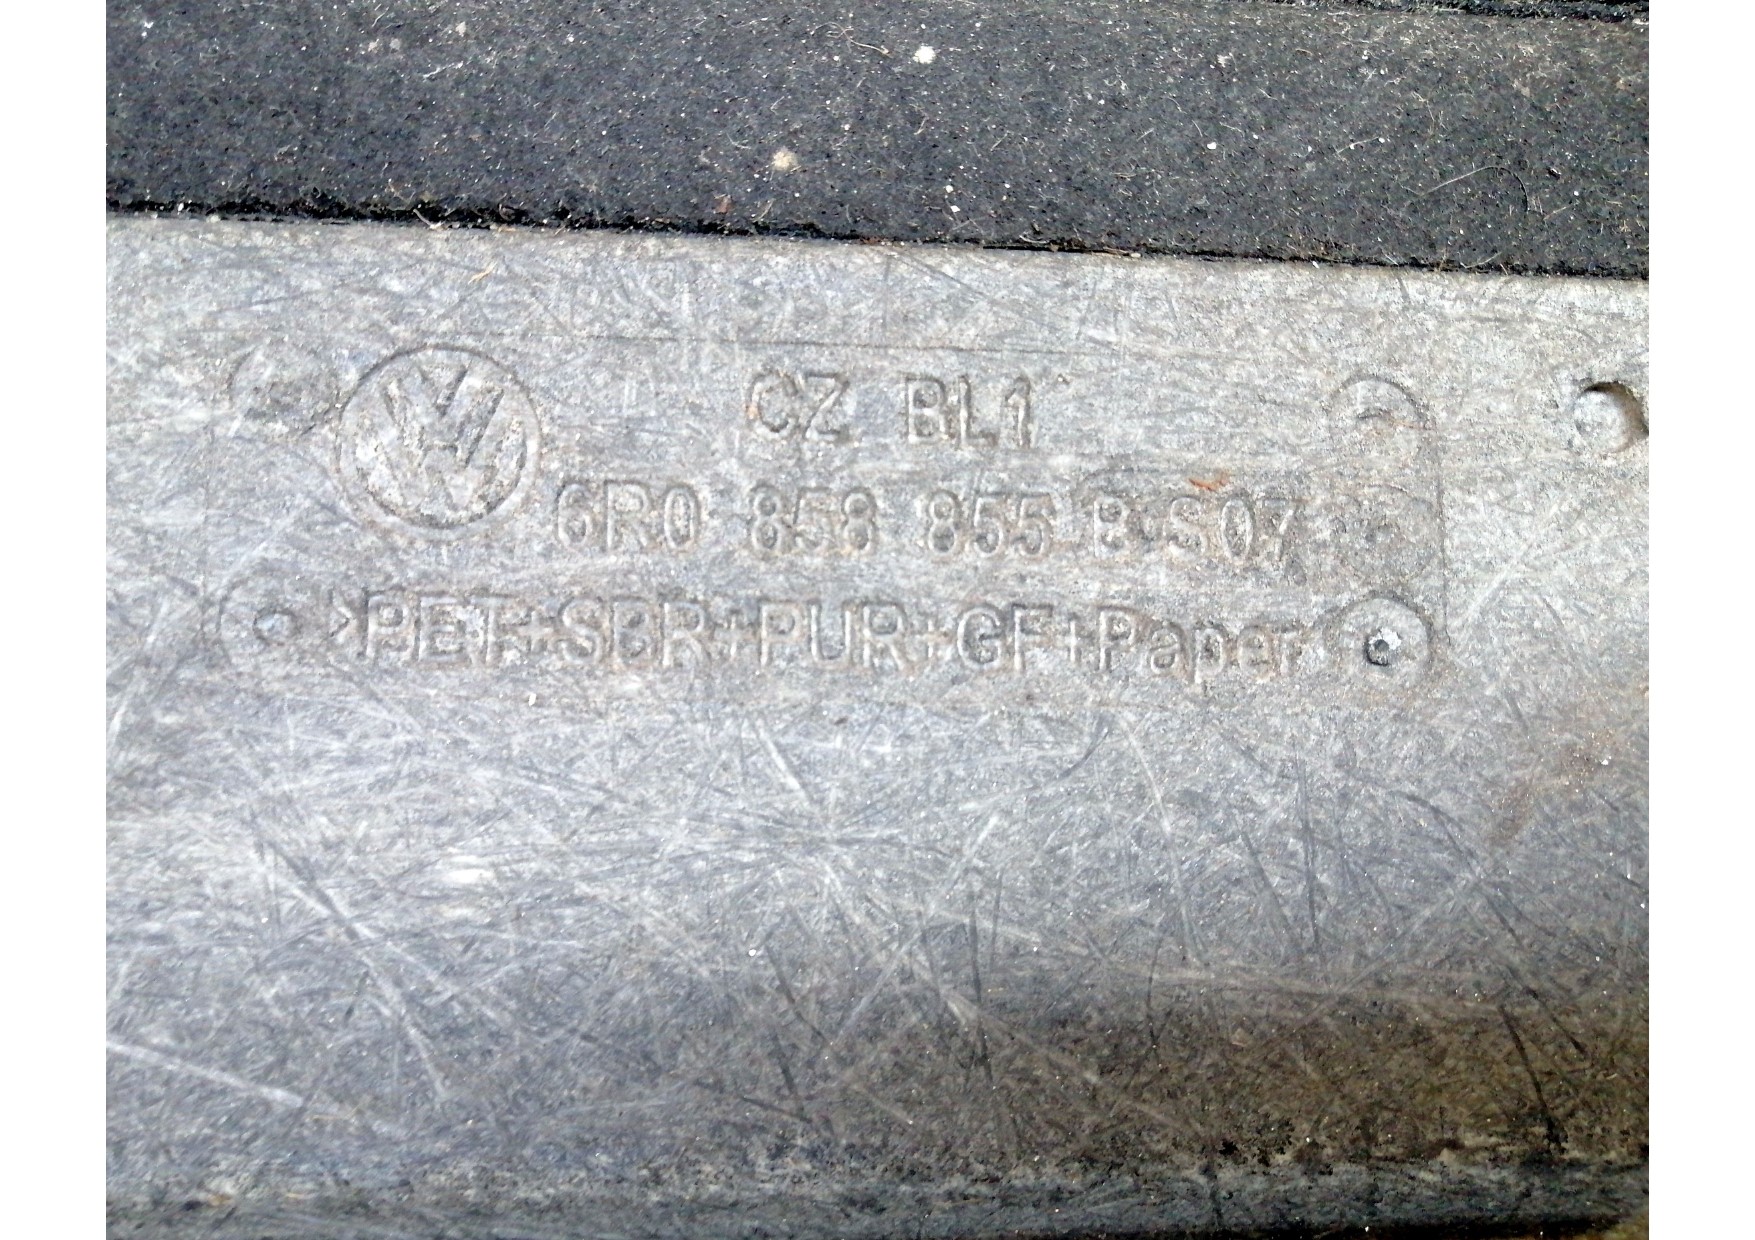 CZ BL1
6R0 858 855 B S07
>PET+SBR+PUR+GF+Paper